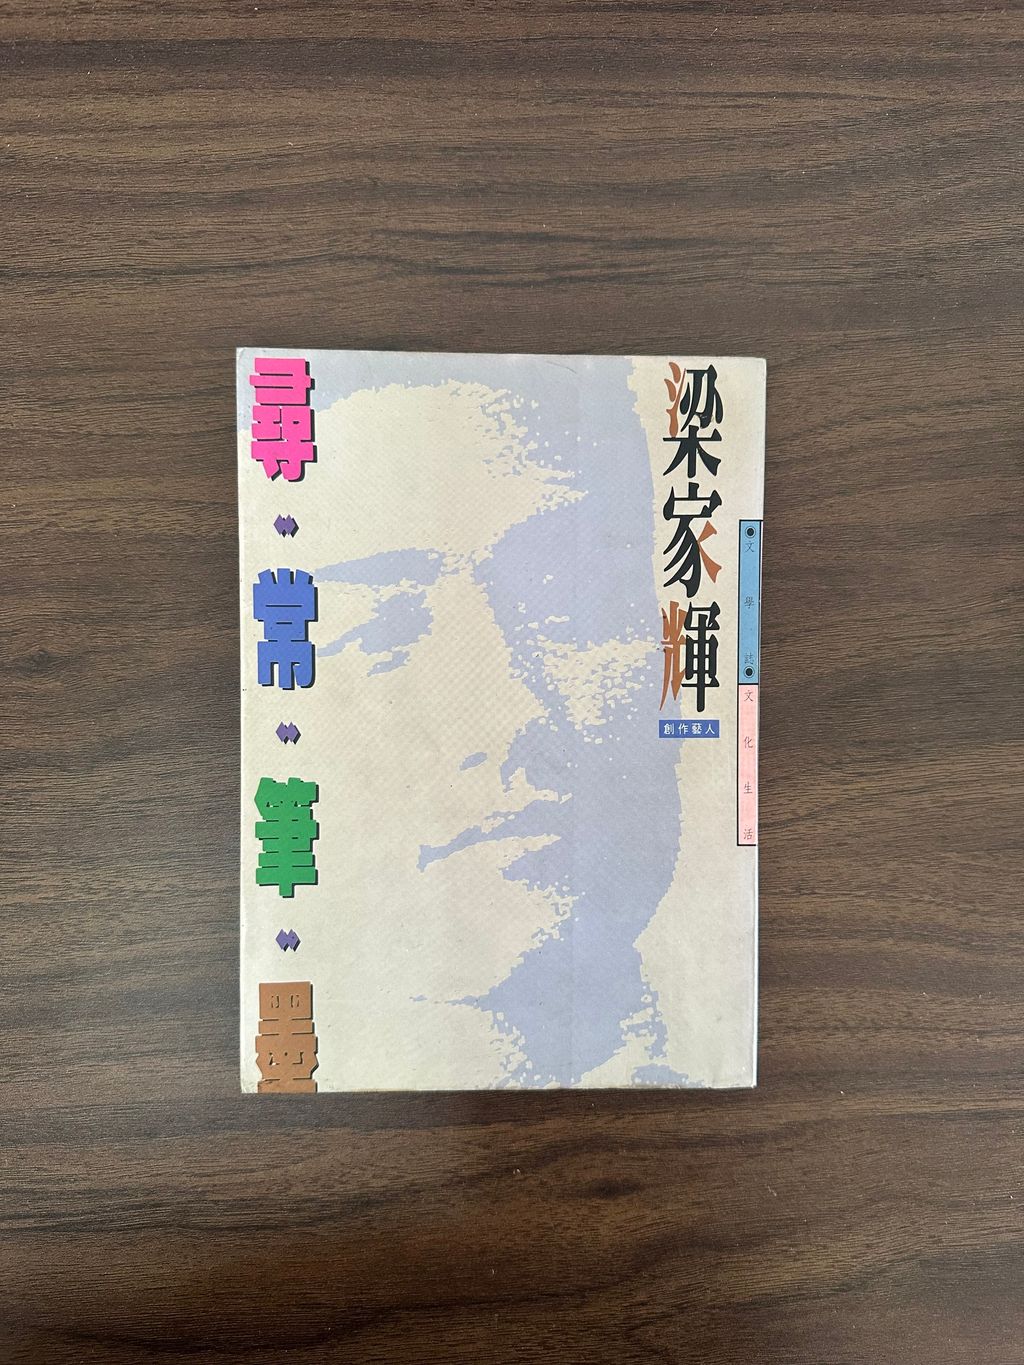 文學誌
文化生活
梁家輝
創作藝人
尋常筆墨